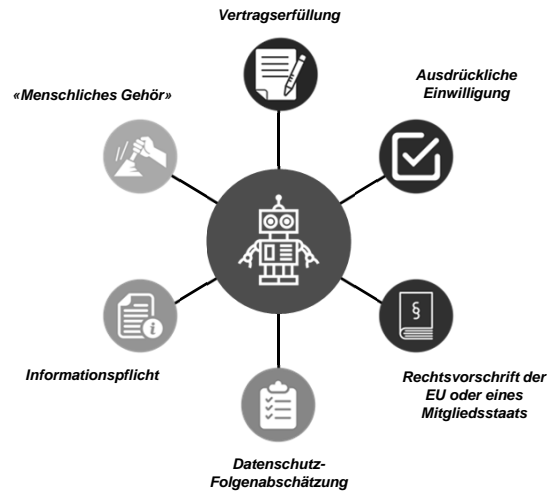 Vertragserfüllung
«Menschliches Gehör»
Ausdrückliche
Einwilligung
§
i
Informationspflicht
Rechtsvorschrift der
EU oder eines
Mitgliedsstaats
Datenschutz-
Folgenabschätzung